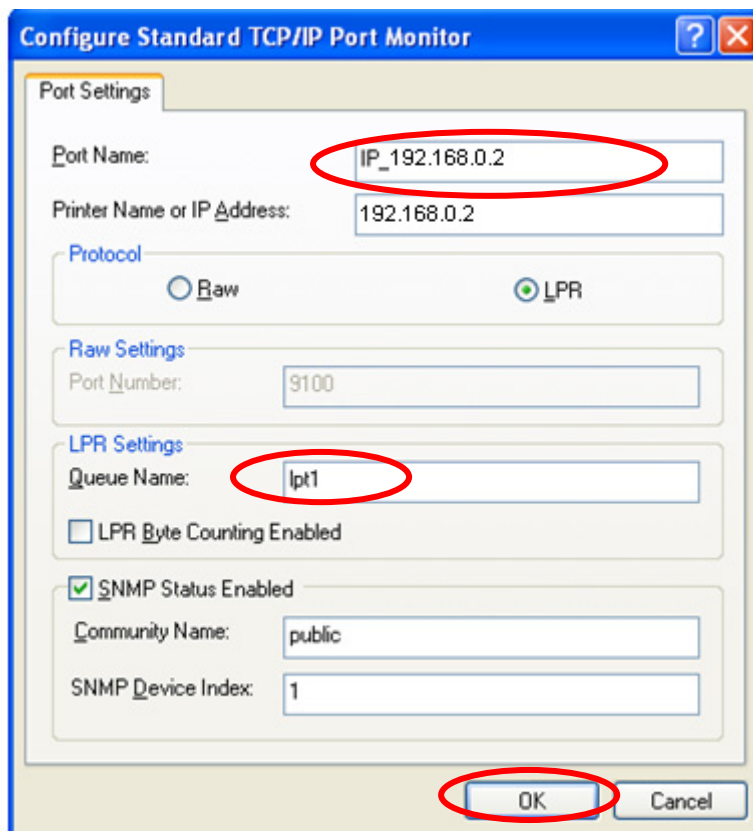 Configure Standard TCP/IP Port Monitor
Port Settings
Port Name: IP_192.168.0.2
Printer Name or IP Address: 192.168.0.2
Protocol
Raw LPR
Raw Settings
Port Number: 9100
LPR Settings
Queue Name: lpt1
LPR Byte Counting Enabled
SNMP Status Enabled
Community Name: public
SNMP Device Index: 1
OK Cancel